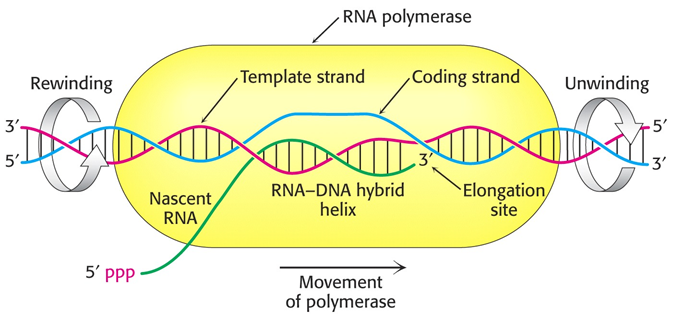 RNA polymerase
Rewinding
Template strand
Coding strand
Unwinding
3′
5′
5′
3′
3′
Nascent
RNA
RNA–DNA hybrid
helix
Elongation
site
5′ ppp
Movement
of polymerase